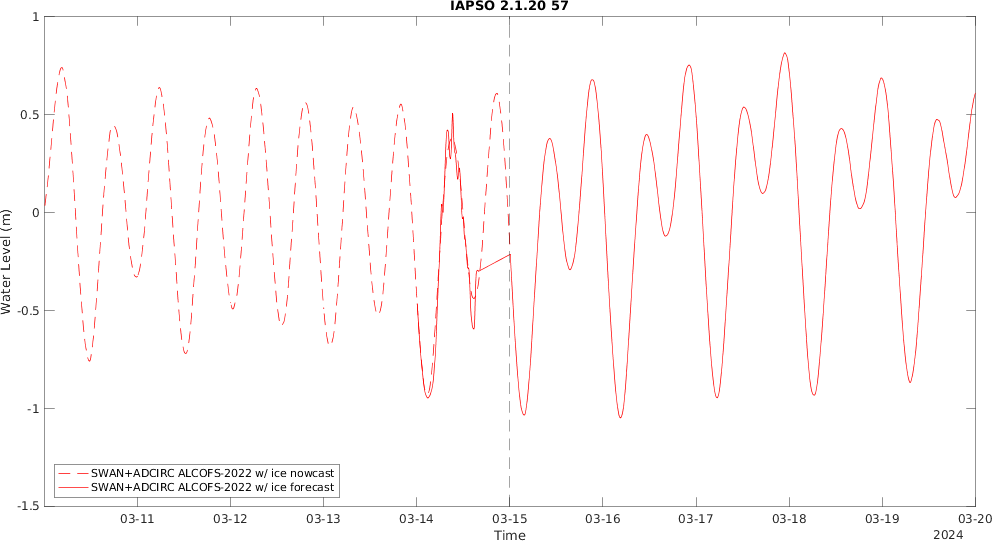 IAPSO 2.1.20 57
1
0.5
0
-0.5
-1
-1.5
Water Level (m)
SWAN+ADCIRC ALCOFS-2022 w/ ice nowcast
SWAN+ADCIRC ALCOFS-2022 w/ ice forecast
03-11 03-12 03-13 03-14 03-15 03-16 03-17 03-18 03-19 03-20
Time
2024